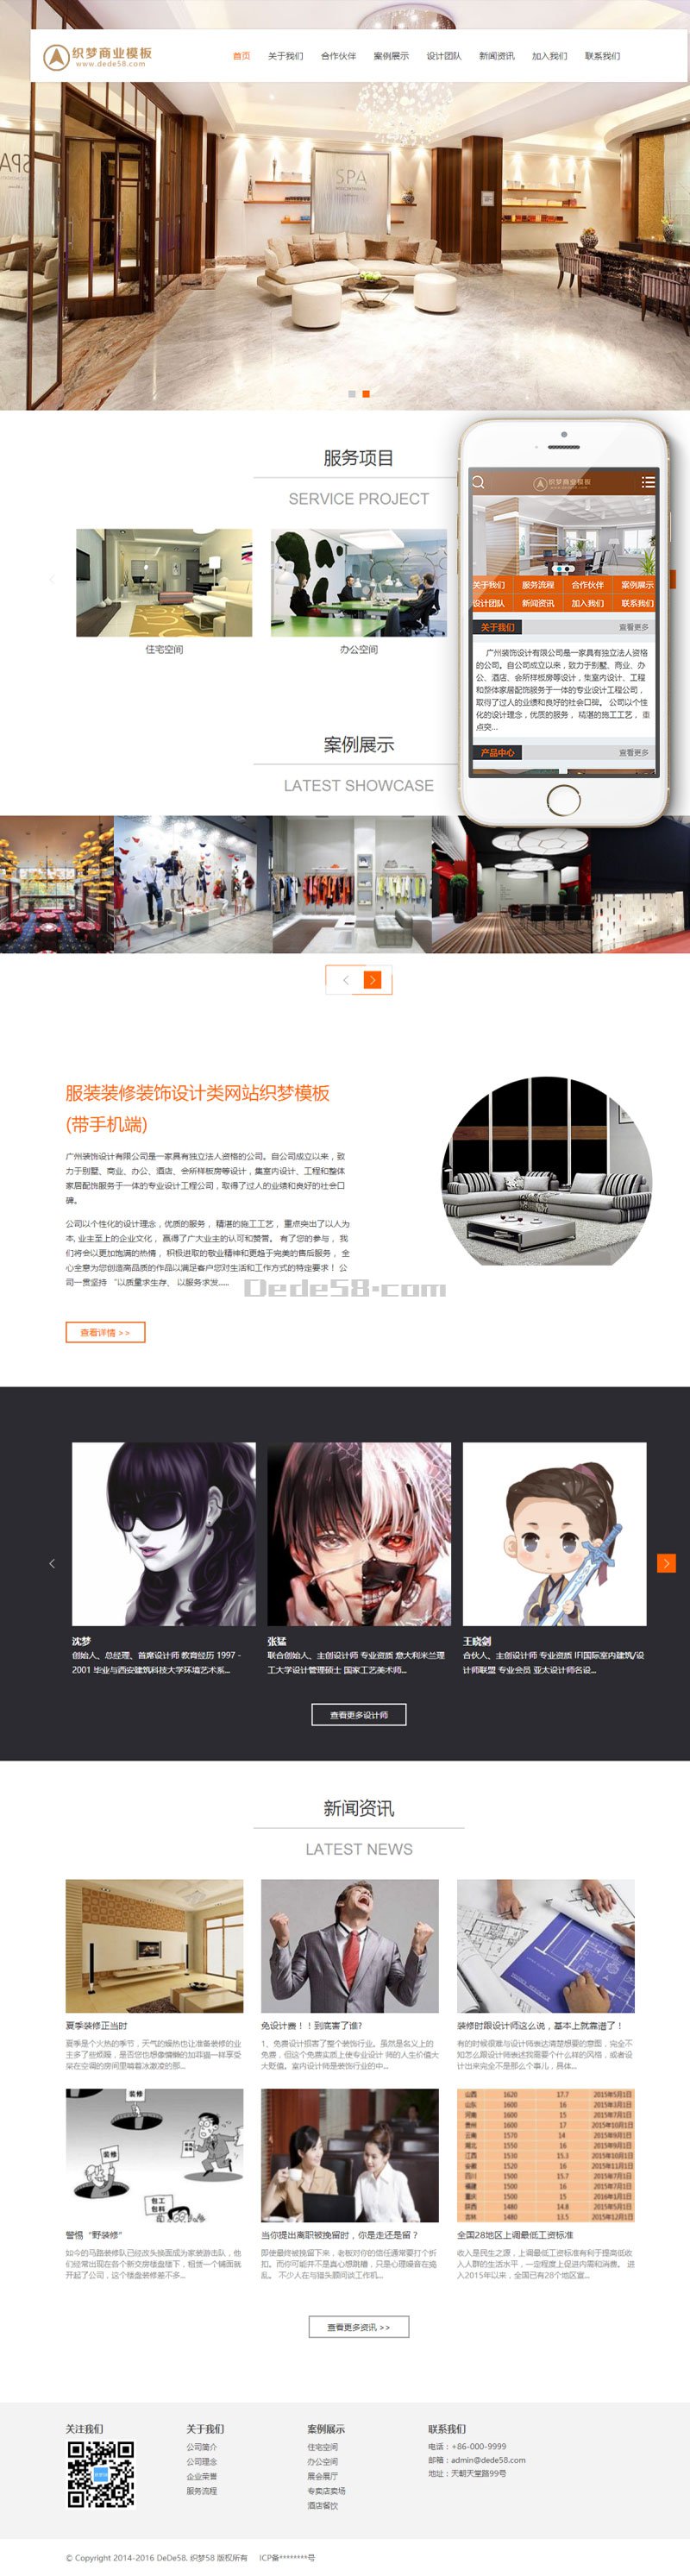 织梦商业模板
www.dede58.com
首页 关于我们 合作伙伴 案例展示 设计团队 新闻资讯 加入我们 联系我们
SPA
SPA
服务项目
SERVICE PROJECT
住宅空间
办公空间
织梦商业模板
关于我们 服务流程 合作伙伴 案例展示
设计团队 新闻资讯 加入我们 联系我们
关于我们 查看更多
广州装饰设计有限公司是一家具有独立法人资格
的公司。自公司成立以来，致力于别墅、商业、办
公、酒店、会所样板房等设计，集室内设计、工程
和整体家居配饰服务于一体的专业设计工程公司，
取得了过人的业绩和良好的社会口碑。 公司以个性
化的设计理念，优质的服务， 精湛的施工工艺， 重
点突...
产品中心 查看更多
案例展示
LATEST SHOWCASE
服装装修装饰设计类网站织梦模板
(带手机端)
广州装饰设计有限公司是一家具有独立法人资格的公司。自公司成立以来，致
力于别墅、商业、办公、酒店、会所样板房等设计，集室内设计、工程和整体
家居配饰服务于一体的专业设计工程公司，取得了过人的业绩和良好的社会口
碑。
公司以个性化的设计理念，优质的服务， 精湛的施工工艺， 重点突出了以人为
本, 业主至上的企业文化， 赢得了广大业主的认可和赞赏。 有了您的参与， 我
们将会以更加饱满的热情， 积极进取的敬业精神和更趋于完美的售后服务， 全
心全意为您创造高品质的作品以满足客户您对生活和工作方式的特定要求！ 公
司一贯坚持 “以质量求生存、 以服务求发......
Dede58.com
查看详情 >>
沈梦
创始人、总经理、首席设计师 教育经历 1997 -
2001 毕业与西安建筑科技大学环境艺术系...
张猛
联合创始人、主创设计师 专业资质 意大利米兰理
工大学设计管理硕士 国家工艺美术师...
王晓剑
合伙人、主创设计师 专业资质 IFI国际室内建筑/设
计师联盟 专业会员 亚太设计师名设...
查看更多设计师
新闻资讯
LATEST NEWS
夏季装修正当时
夏季是个火热的季节，天气的燥热也让准备装修的业
主多了些烦躁，是否您也想像慵懒的加菲猫一样享受
呆在空调的房间里啃着冰激凌的那...
免设计费！！到底害了谁?
1、免费设计损害了整个装饰行业。虽然是名义上的
免费，但这个免费实质上使专业设计 师的人生价值大
大贬值。室内设计师是装饰行业的中...
装修时跟设计师这么说，基本上就靠谱了！
有的时候很难与设计师表达清楚想要的意图，完全不
知怎么跟设计师表述我需要个什么样的风格，或者设
计出来完全不是那么个事儿，具体...
装修
装修
包工
包料
山西 1620 17.7 2015年5月1日
山东 1600 16 2015年3月1日
河南 1600 15 2015年7月1日
贵州 1600 17 2015年10月1日
云南 1570 14 2015年9月1日
湖北 1550 16 2015年9月1日
江西 1530 15.3 2015年10月1日
安徽 1520 16 2015年11月1日
四川 1500 15.7 2015年7月1日
福建 1500 16 2015年7月1日
重庆 1500 15 2016年1月1日
陕西 1480 14.8 2015年5月1日
吉林 1480 13.5 2015年12月1日
警惕“野装修”
如今的马路装修队已经改头换面成为家装游击队，他
们经常出现在各个新交房楼盘楼下，租赁一个铺面就
开起了公司，这个楼盘装修差不多...
当你提出离职被挽留时，你是走还是留？
即使最终被挽留下来，老板对你的信任通常要打个折
扣。而你可能并不是真心想跳槽，只是心理噪音在捣
乱。 不少人在与猎头顾问谈工作机...
全国28地区上调最低工资标准
收入是民生之源，上调最低工资标准有利于提高低收
入人群的生活水平，一定程度上促进内需和消费。 进
入2015年以来，全国已有28个地区宣...
查看更多资讯 >>
关注我们 关于我们 案例展示 联系我们
公司简介
公司理念
企业荣誉
服务流程
住宅空间
办公空间
展会展厅
专卖店卖场
酒店餐饮
电话：+86-000-9999
邮箱：admin@dede58.com
地址：天朝天堂路99号
© Copyright 2014-2016 DeDe58. 织梦58 版权所有 ICP备********号